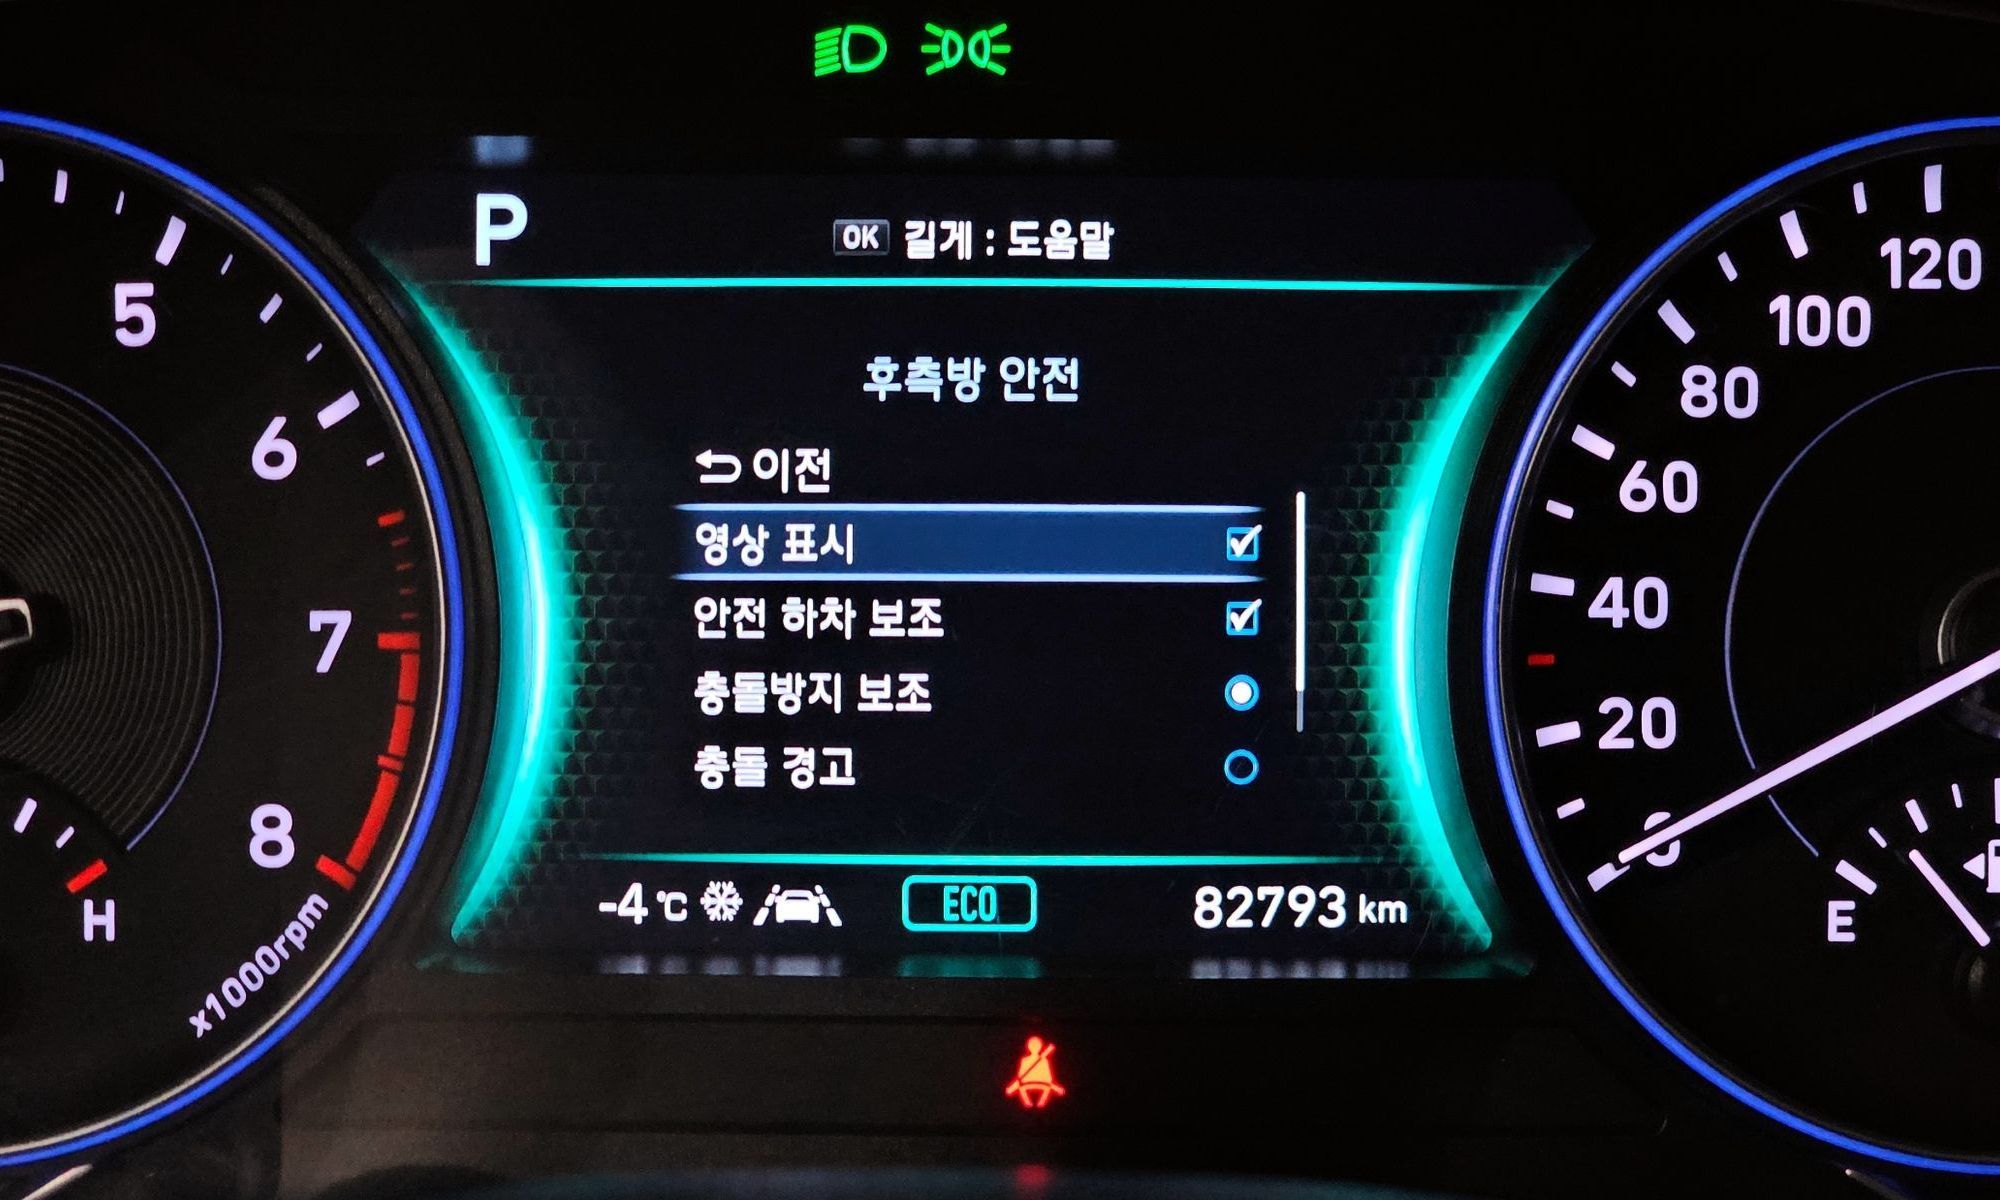 P
OK 길게 : 도움말
후측방 안전
이전
영상 표시
안전 하차 보조
충돌방지 보조
충돌 경고
-4 ℃
ECO
82793 km
5
6
7
8
H
x1000rpm
120
100
80
60
40
20
0
E